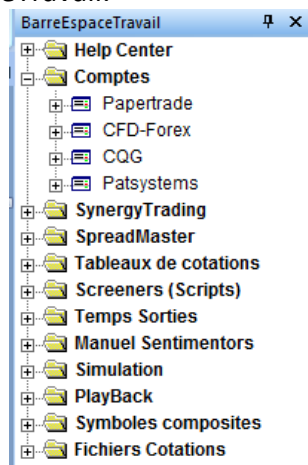 BarreEspaceTravail
Help Center
Comptes
Papertrade
CFD-Forex
CQG
Patsystems
SynergyTrading
SpreadMaster
Tableaux de cotations
Screeners (Scripts)
Temps Sorties
Manuel Sentimentors
Simulation
PlayBack
Symboles composites
Fichiers Cotations